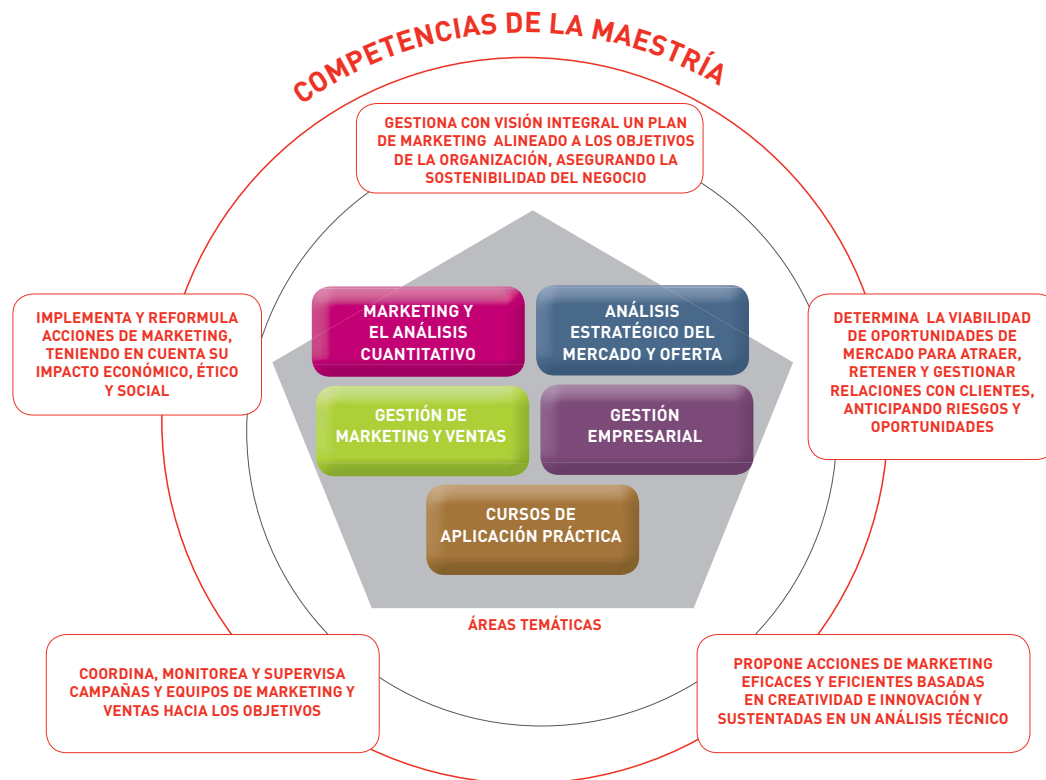 COMPETENCIAS DE LA MAESTRÍA
GESTIONA CON VISIÓN INTEGRAL UN PLAN
DE MARKETING ALINEADO A LOS OBJETIVOS
DE LA ORGANIZACIÓN, ASEGURANDO LA
SOSTENIBILIDAD DEL NEGOCIO
IMPLEMENTA Y REFORMULA
ACCIONES DE MARKETING,
TENIENDO EN CUENTA SU
IMPACTO ECONÓMICO, ÉTICO
Y SOCIAL
MARKETING Y
EL ANÁLISIS
CUANTITATIVO
ANÁLISIS
ESTRATÉGICO DEL
MERCADO Y OFERTA
DETERMINA LA VIABILIDAD
DE OPORTUNIDADES DE
MERCADO PARA ATRAER,
RETENER Y GESTIONAR
RELACIONES CON CLIENTES,
ANTICIPANDO RIESGOS Y
OPORTUNIDADES
GESTIÓN DE
MARKETING Y VENTAS
GESTIÓN
EMPRESARIAL
CURSOS DE
APLICACIÓN PRÁCTICA
ÁREAS TEMÁTICAS
COORDINA, MONITOREA Y SUPERVISA
CAMPAÑAS Y EQUIPOS DE MARKETING Y
VENTAS HACIA LOS OBJETIVOS
PROPONE ACCIONES DE MARKETING
EFICACES Y EFICIENTES BASADAS
EN CREATIVIDAD E INNOVACIÓN Y
SUSTENTADAS EN UN ANÁLISIS TÉCNICO